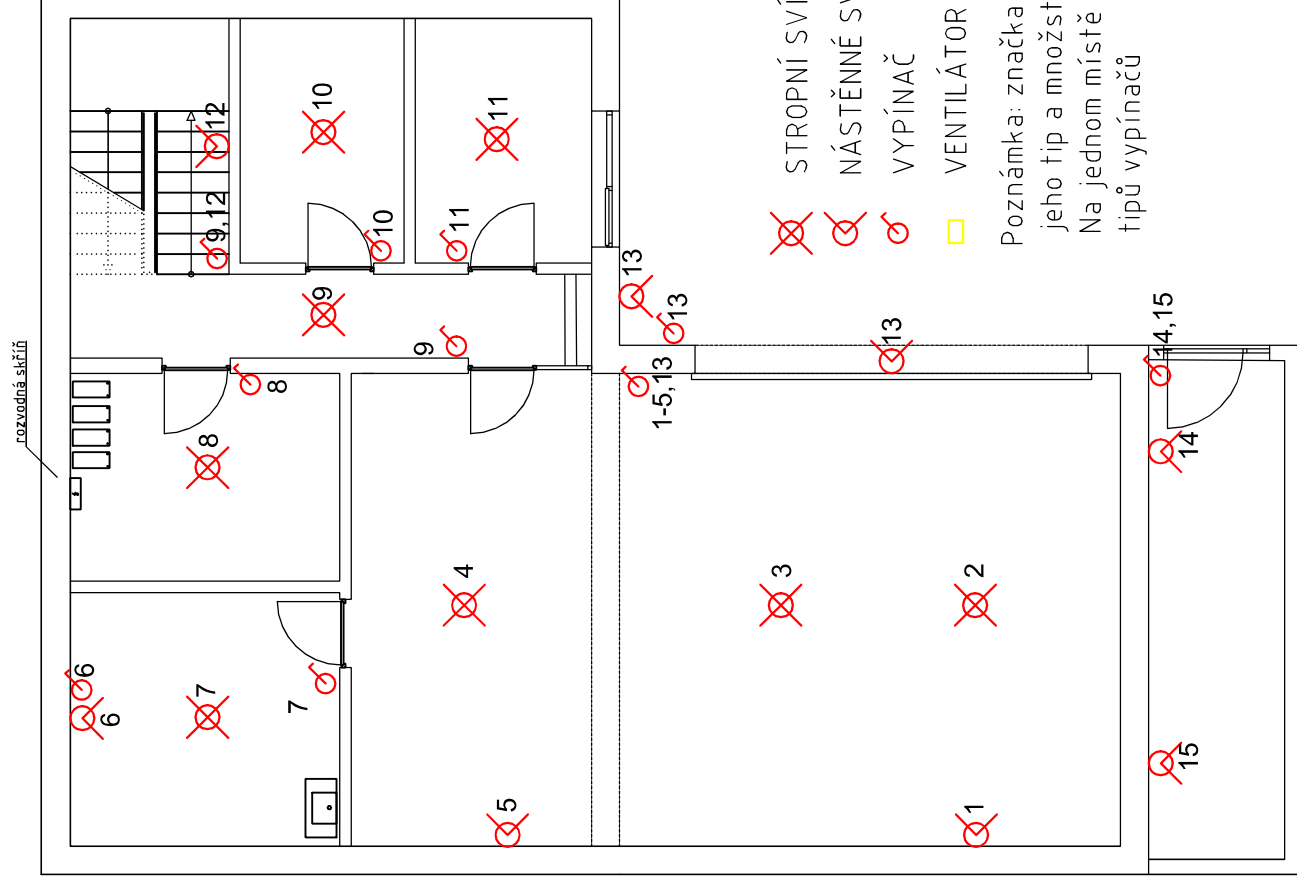 rozvodná skříň
12
9,12
10
11
10
11
9
13
9
13
8
8
13
1-5,13
14,15
14
6
6
7
7
4
3
2
5
1
15
STROPNÍ SVÍ
NÁSTĚNNÉ SV
VYPÍNAČ
VENTILÁTOR
Poznámka: značka
jeho tip a množst
Na jednom místě
tipů vypínačů